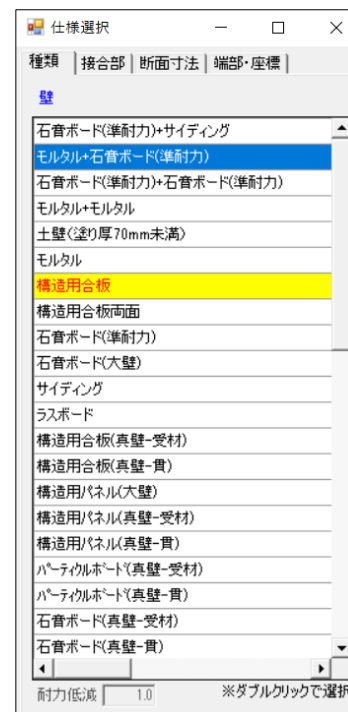 仕様選択
種類 接合部 断面寸法 端部・座標
壁
石膏ボード(準耐力)+サイディング
モルタル+石膏ボード(準耐力)
石膏ボード(準耐力)+石膏ボード(準耐力)
モルタル+モルタル
土壁(塗り厚70mm未満)
モルタル
構造用合板
構造用合板両面
石膏ボード(準耐力)
石膏ボード(大壁)
サイディング
ラスボード
構造用合板(真壁-受材)
構造用合板(真壁-貫)
構造用パネル(大壁)
構造用パネル(真壁-受材)
構造用パネル(真壁-貫)
パーティクルボード(真壁-受材)
パーティクルボード(真壁-貫)
石膏ボード(真壁-受材)
石膏ボード(真壁-貫)
耐力低減 1.0 ※ダブルクリックで選択